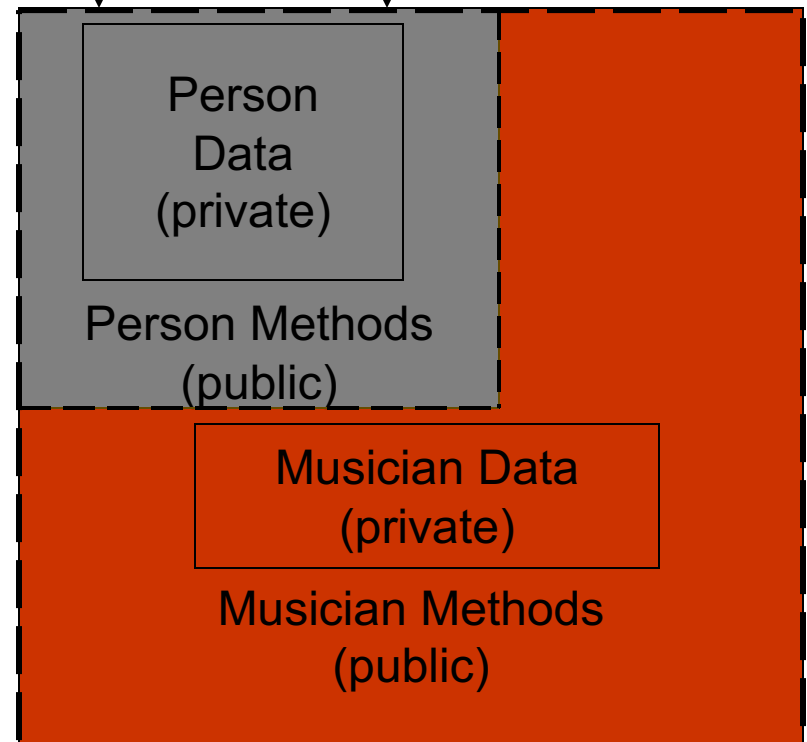 Person
Data
(private)
Person Methods
(public)
Musician Data
(private)
Musician Methods
(public)